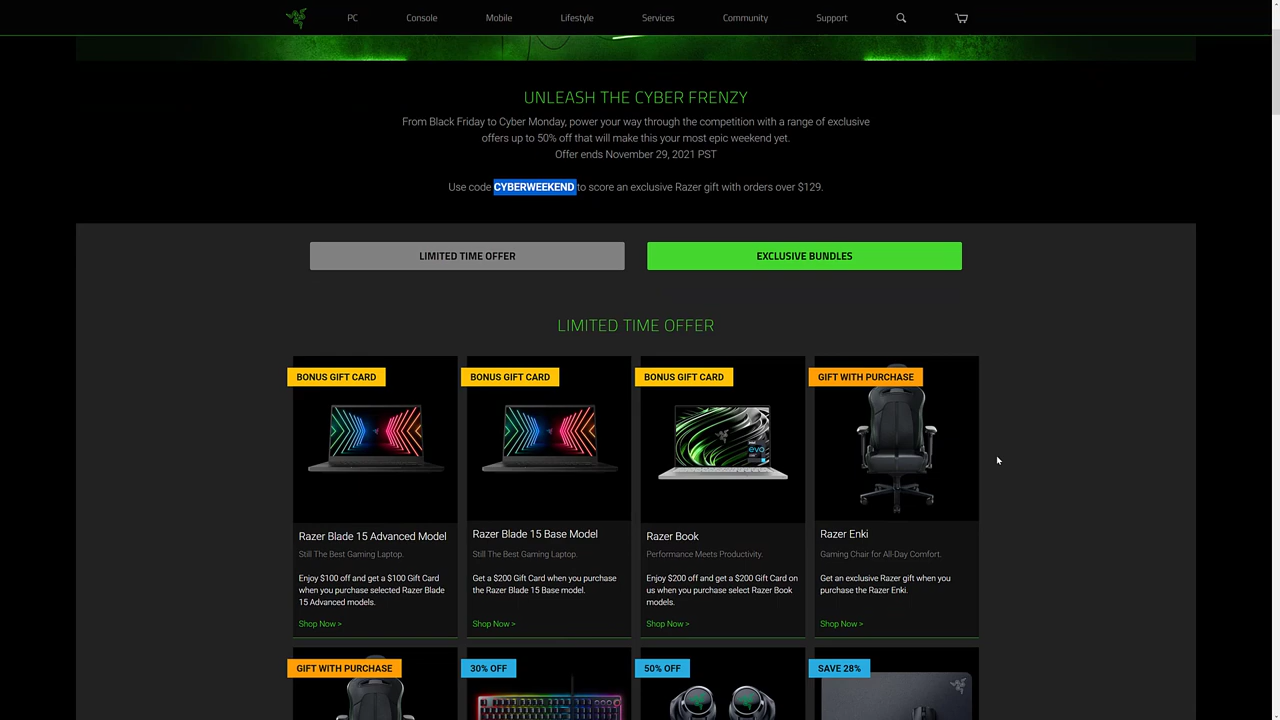 PC Console Mobile Lifestyle Services Community Support
UNLEASH THE CYBER FRENZY
From Black Friday to Cyber Monday, power your way through the competition with a range of exclusive
offers up to 50% off that will make this your most epic weekend yet.
Offer ends November 29, 2021 PST
Use code CYBERWEEKEND to score an exclusive Razer gift with orders over $129.
LIMITED TIME OFFER
EXCLUSIVE BUNDLES
LIMITED TIME OFFER
BONUS GIFT CARD
Razer Blade 15 Advanced Model
Still The Best Gaming Laptop.
Enjoy $100 off and get a $100 Gift Card
when you purchase selected Razer Blade
15 Advanced models.
Shop Now >
BONUS GIFT CARD
Razer Blade 15 Base Model
Still The Best Gaming Laptop.
Get a $200 Gift Card when you purchase
the Razer Blade 15 Base model.
Shop Now >
BONUS GIFT CARD
evo
Razer Book
Performance Meets Productivity.
Enjoy $200 off and get a $200 Gift Card on
us when you purchase select Razer Book
models.
Shop Now >
GIFT WITH PURCHASE
Razer Enki
Gaming Chair for All-Day Comfort.
Get an exclusive Razer gift when you
purchase the Razer Enki.
Shop Now >
GIFT WITH PURCHASE
30% OFF
50% OFF
SAVE 28%